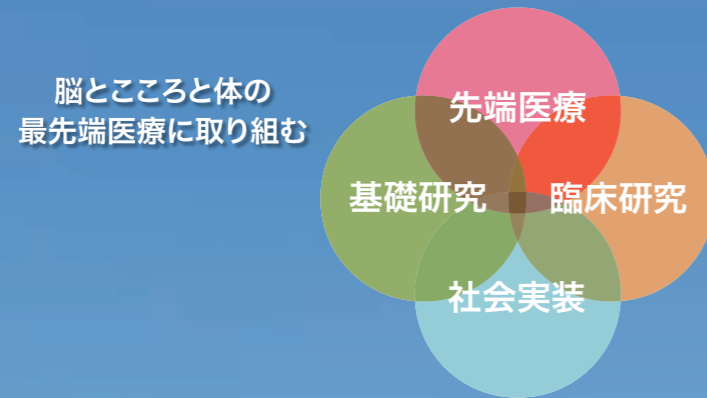 脳とこころと体の
最先端医療に取り組む
先端医療
基礎研究
臨床研究
社会実装